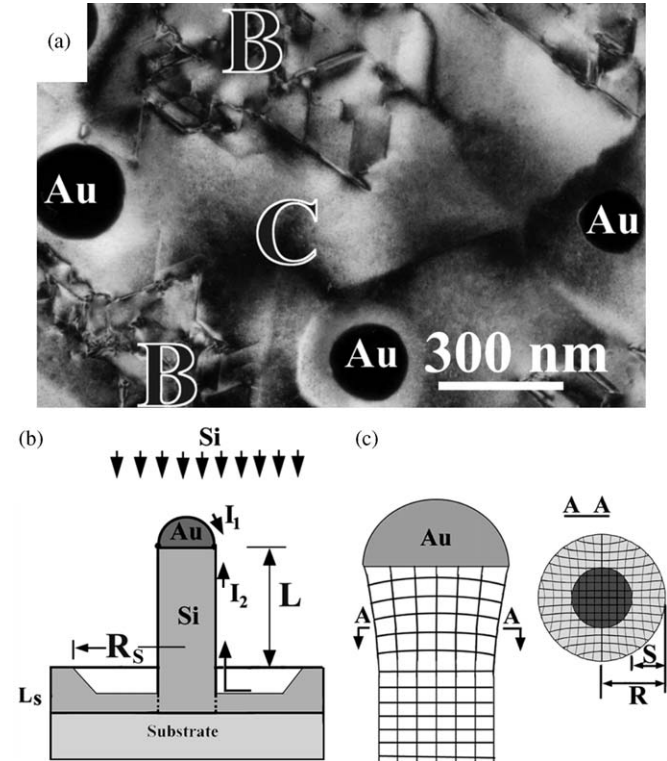 (a)
B
Au
C
Au
B
Au
300 nm
(b)
Si
(c)
Au
I1
A A
Au
I2
L
Si
A
A
RS
S
R
LS
Substrate